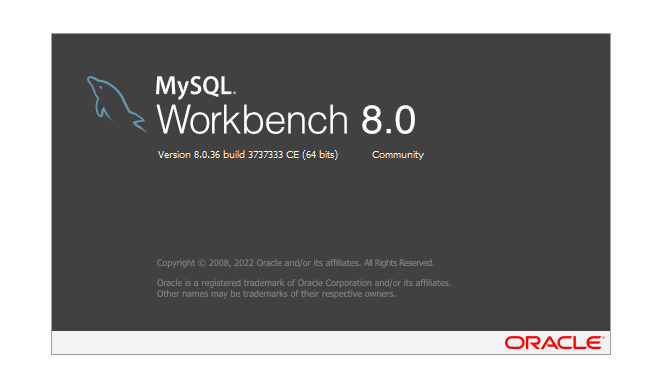 MySQL.
Workbench 8.0
Version 8.0.36 build 3737333 CE (64 bits) Community
Copyright © 2008, 2022 Oracle and/or its affiliates. All Rights Reserved.
Oracle is a registered trademark of Oracle Corporation and/or its affiliates.
Other names may be trademarks of their respective owners.
ORACLE